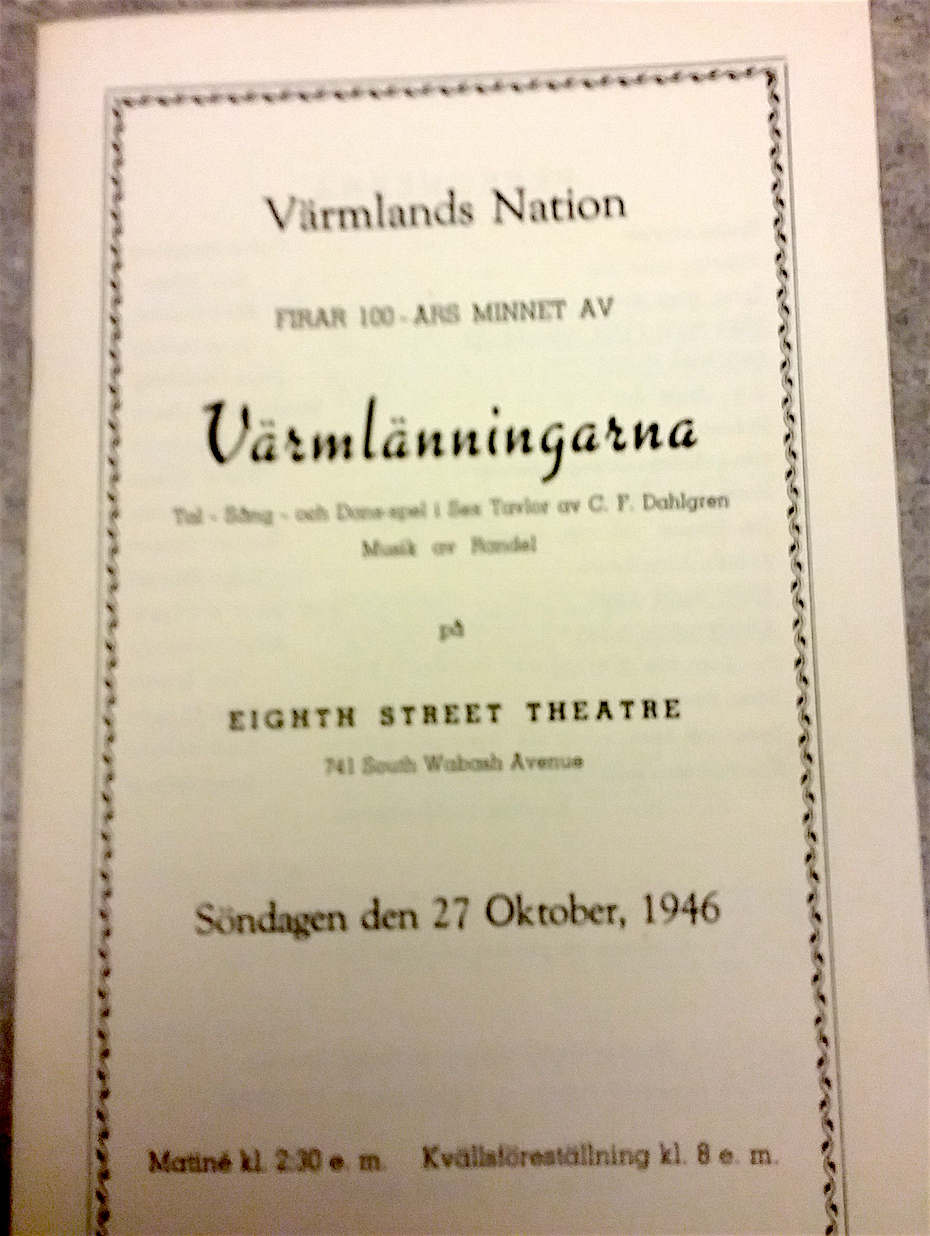 Värmlands Nation
FIRAR 100-ÅRS MINNET AV
Värmlänningarna
Tal - Sång - och Dans-spel i Sex Tavlor av C. F. Dahlgren
Musik av Randel
på
EIGHTH STREET THEATRE
741 South Wabash Avenue
Söndagen den 27 Oktober, 1946
Matiné kl. 2:30 e. m. Kvällsföreställning kl. 8 e. m.